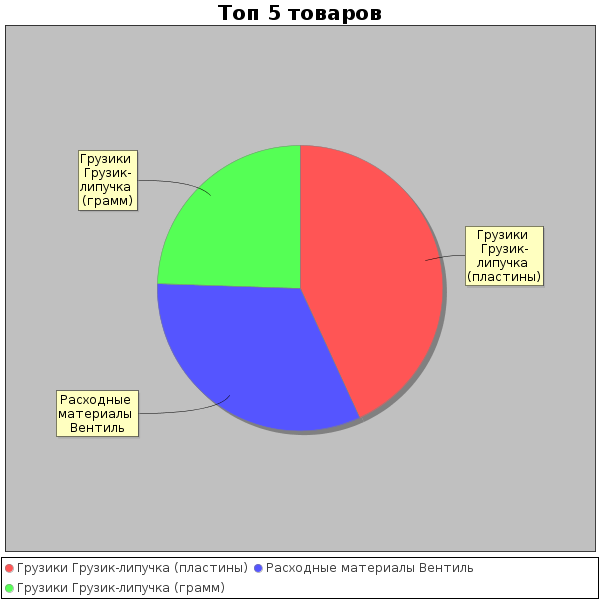 Топ 5 товаров
Грузики
Грузик-
липучка
(грамм)
Грузики
Грузик-
липучка
(пластины)
Расходные
материалы
Вентиль
Грузики Грузик-липучка (пластины) Расходные материалы Вентиль
Грузики Грузик-липучка (грамм)